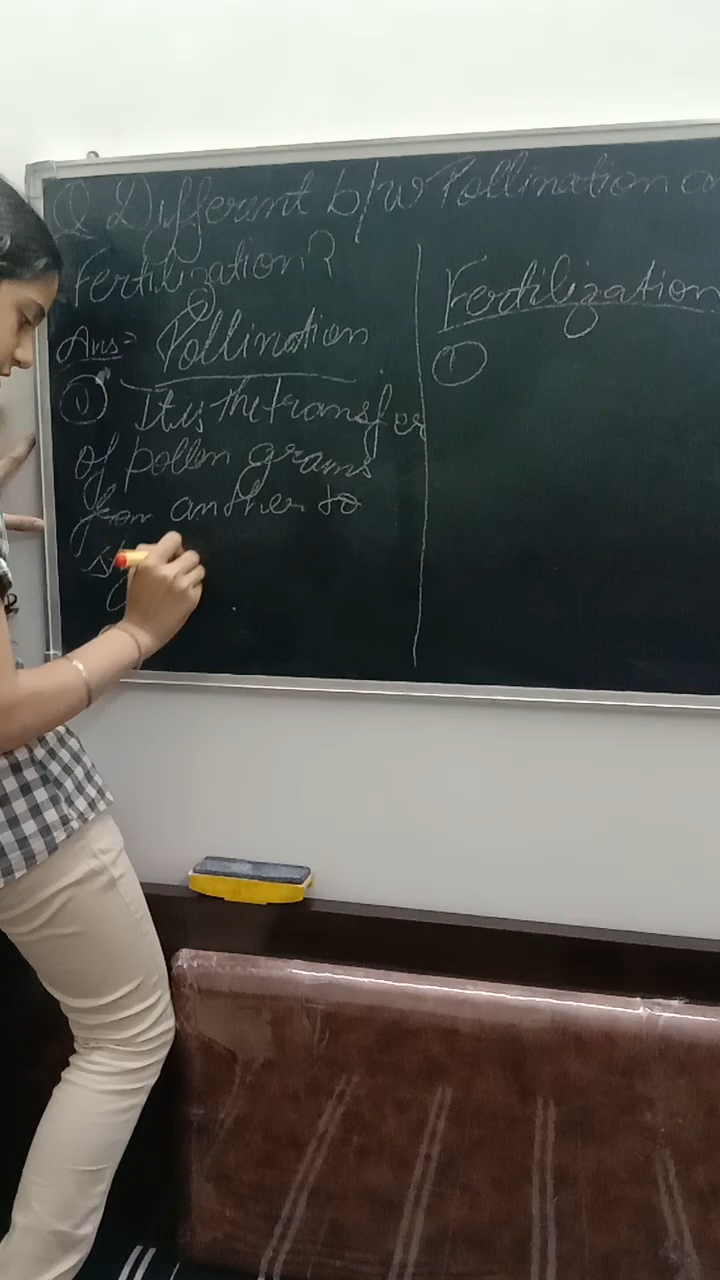 Q Different b/w Pollination a
Fertilization?
Ans:- Pollination
① It is the transfer
of pollen grains
from anther to
Fertilization
①